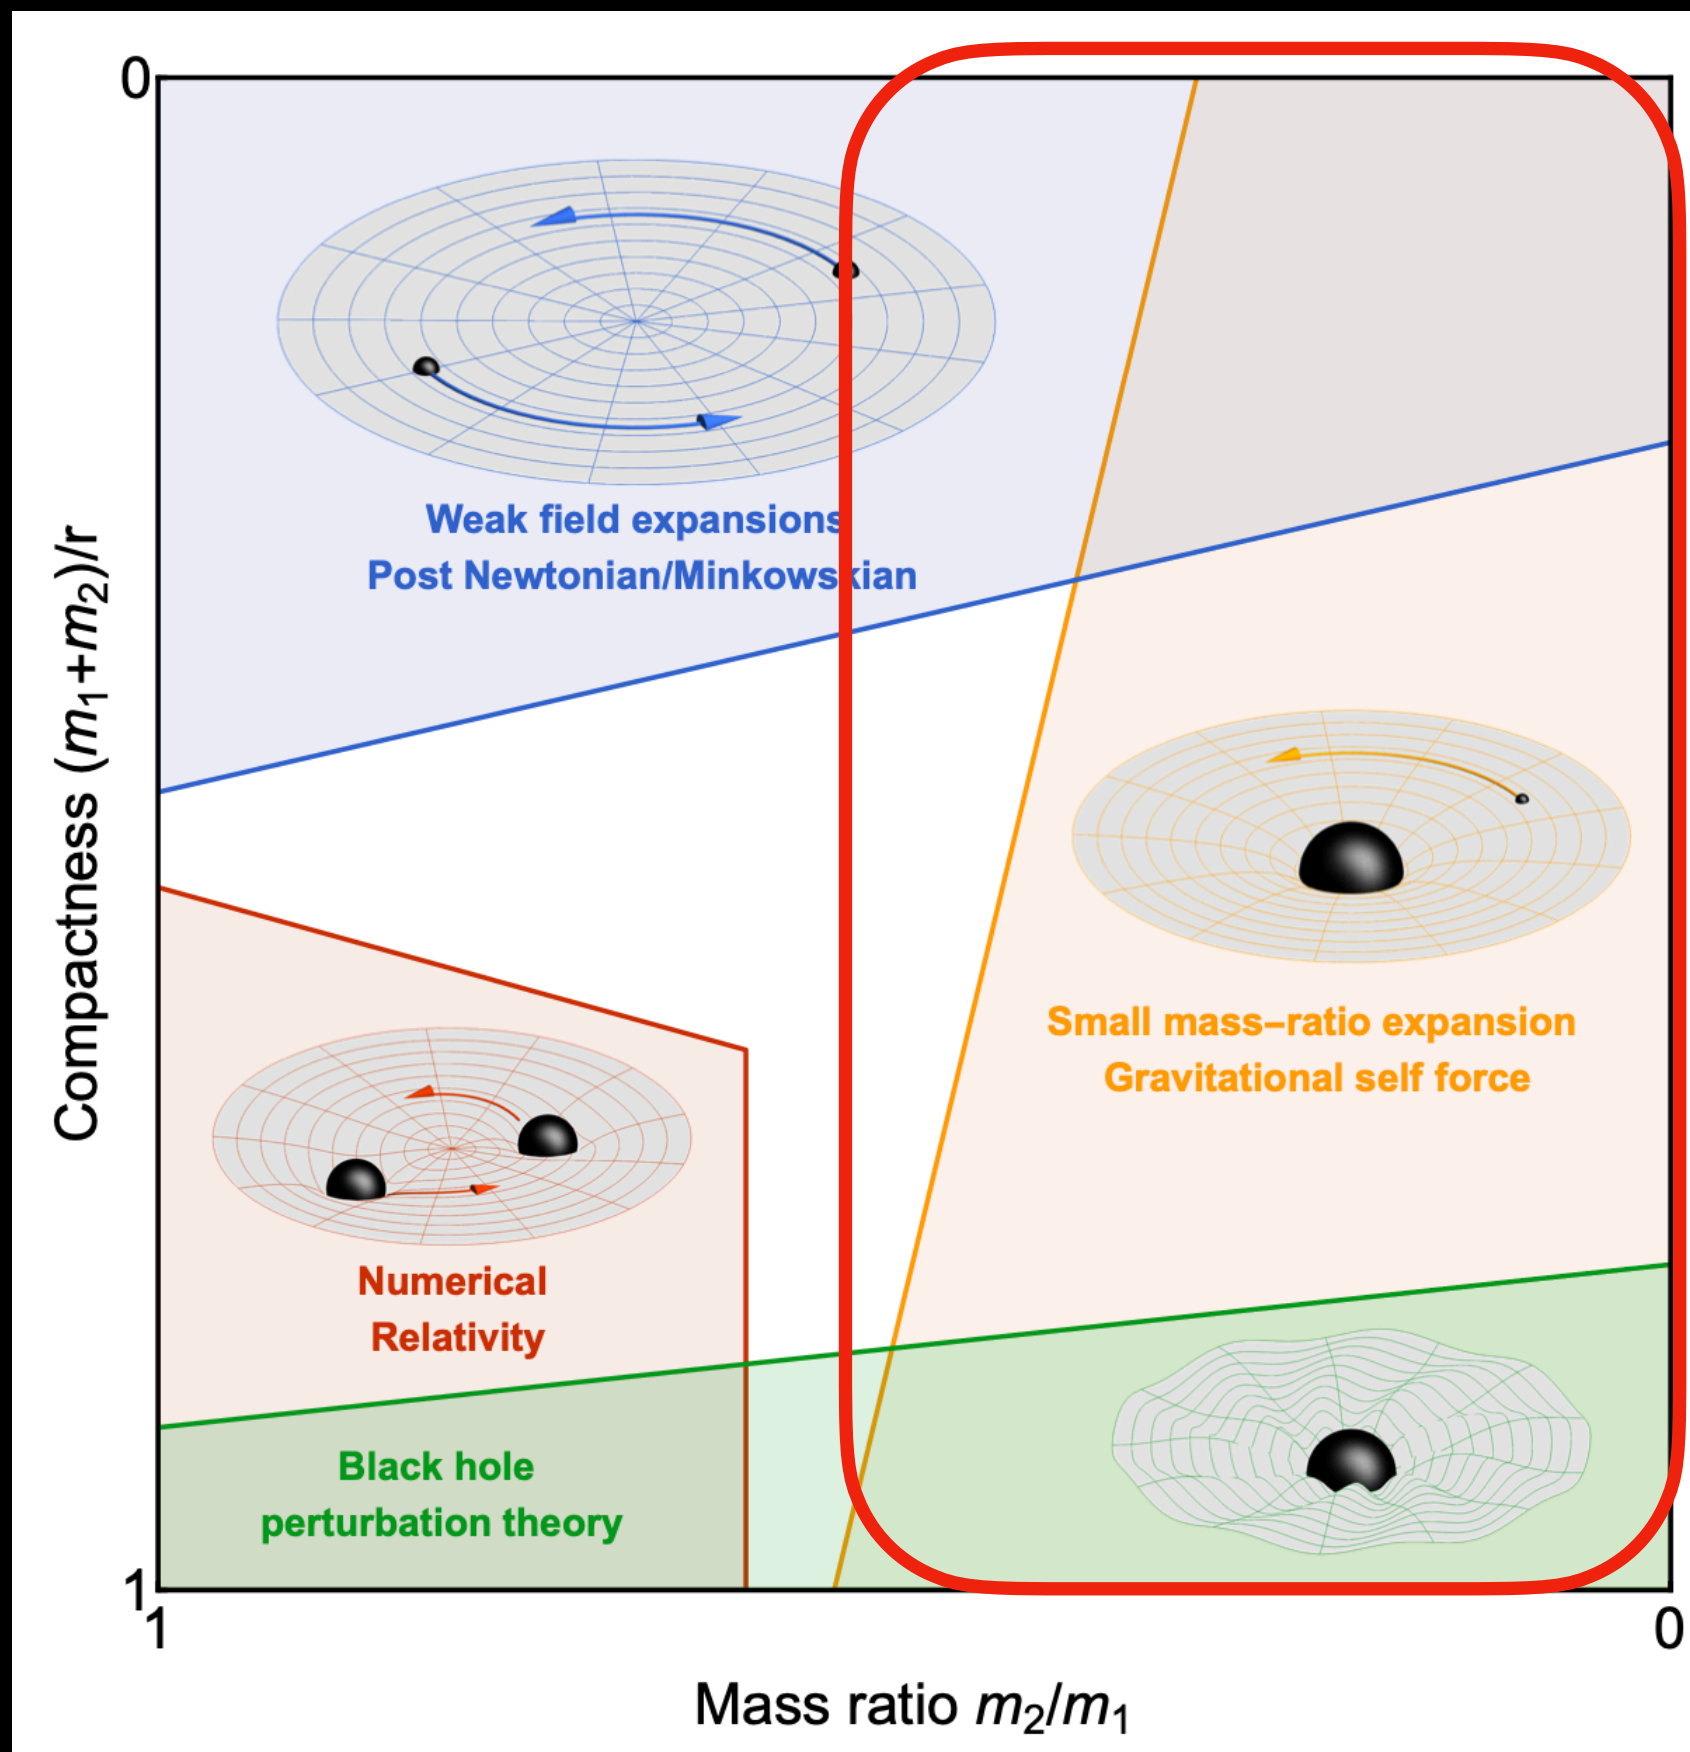 0
Weak field expansions
Post Newtonian/Minkowskian
Compactness (m₁+m₂)/r
Small mass–ratio expansion
Gravitational self force
Numerical
Relativity
Black hole
perturbation theory
1
1
0
Mass ratio m₂/m₁